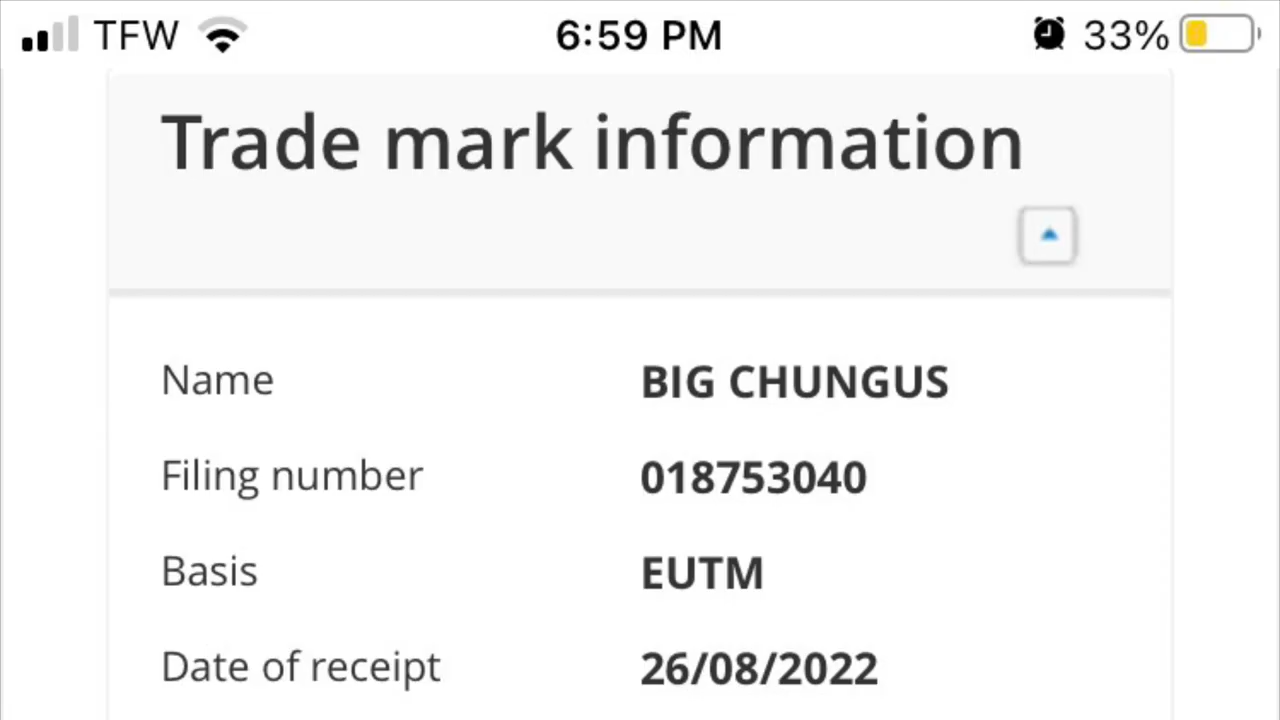 TFW 6:59 PM 33%
Trade mark information
Name BIG CHUNGUS
Filing number 018753040
Basis EUTM
Date of receipt 26/08/2022